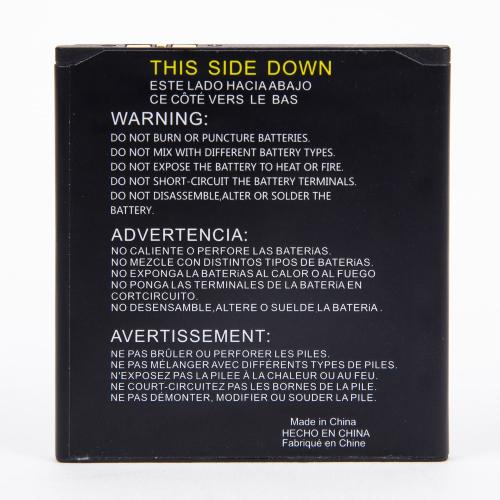 THIS SIDE DOWN
ESTE LADO HACIA ABAJO
CE CÔTÉ VERS LE BAS
WARNING:
DO NOT BURN OR PUNCTURE BATTERIES.
DO NOT MIX WITH DIFFERENT BATTERY TYPES.
DO NOT EXPOSE THE BATTERY TO HEAT OR FIRE.
DO NOT SHORT-CIRCUIT THE BATTERY TERMINALS.
DO NOT DISASSEMBLE,ALTER OR SOLDER THE
BATTERY.
ADVERTENCIA:
NO CALIENTE O PERFORE LAS BATERíAS.
NO MEZCLE CON DISTINTOS TIPOS DE BATERíAS.
NO EXPONGA LA BATERíAS AL CALOR O AL FUEGO
NO PONGA LAS TERMINALES DE LA BATERíA EN
CORTCIRCUITO.
NO DESENSAMBLE,ALTERE O SUELDE LA BATERíA.
AVERTISSEMENT:
NE PAS BRÛLER OU PERFORER LES PILES.
NE PAS MÉLANGER AVEC DIFFÉRENTS TYPES DE PILES.
N'EXPOSEZ PAS LA PILEE À LA CHALEUR OU AU FEU.
NE COURT-CIRCUITEZ PAS LES BORNES DE LA PILE.
NE PAS DÉMONTER, MODIFIER OU SOUDER LA PILE.
Made in China
HECHO EN CHINA
Fabriqué en Chine